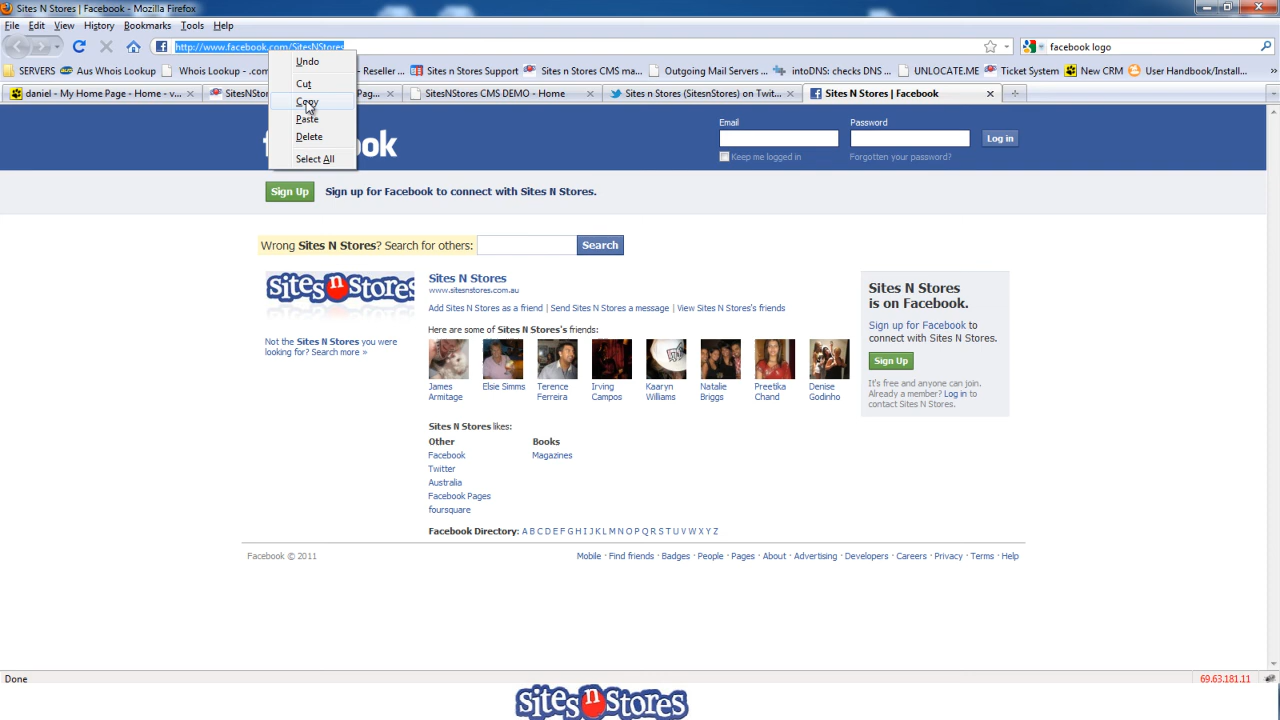 Sites N Stores | Facebook - Mozilla Firefox
File Edit View History Bookmarks Tools Help
http://www.facebook.com/SitesNStores
facebook logo
SERVERS Aus Whois Lookup Whois Lookup - .com - Reseller ... Sites n Stores Support Sites n Stores CMS ma... Outgoing Mail Servers ... intoDNS: checks DNS ... UNLOCATE.ME Ticket System New CRM User Handbook/Install...
daniel - My Home Page - Home - v... SitesNST Pag... SitesNStores CMS DEMO - Home Sites n Stores (SitesnStores) on Twit... Sites N Stores | Facebook
Undo
Cut
Copy
Paste
Delete
Select All
Email
Password
Log in
Keep me logged in
Forgotten your password?
Sign Up Sign up for Facebook to connect with Sites N Stores.
Wrong Sites N Stores? Search for others: Search
sites n stores
Not the Sites N Stores you were
looking for? Search more »
Sites N Stores
www.sitesnstores.com.au
Add Sites N Stores as a friend | Send Sites N Stores a message | View Sites N Stores's friends
Here are some of Sites N Stores's friends:
James Armitage
Elsie Simms
Terence Ferreira
Irving Campos
Kaaryn Williams
Natalie Briggs
Preetika Chand
Denise Godinho
Sites N Stores likes:
Other Books
Facebook Magazines
Twitter
Australia
Facebook Pages
foursquare
Sites N Stores
is on Facebook.
Sign up for Facebook to
connect with Sites N Stores.
Sign Up
It's free and anyone can join.
Already a member? Log in to
contact Sites N Stores.
Facebook Directory: A B C D E F G H I J K L M N O P Q R S T U V W X Y Z
Facebook © 2011
Mobile · Find friends · Badges · People · Pages · About · Advertising · Developers · Careers · Privacy · Terms · Help
Done
69.63.181.11
sites n stores